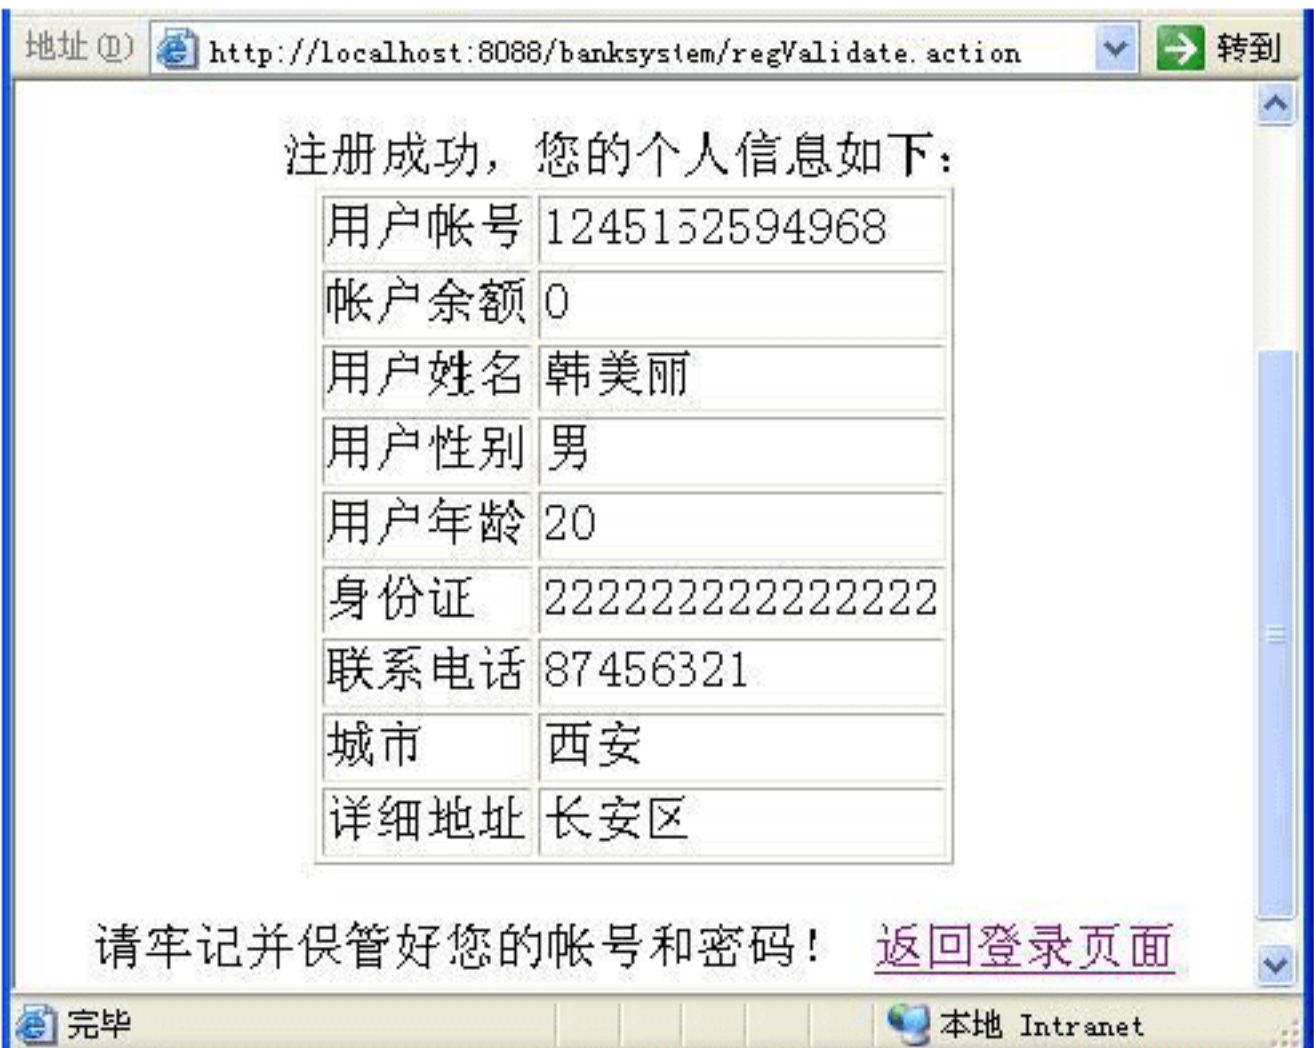 地址(D) http://localhost:8088/banksystem/regValidate.action 转到
注册成功，您的个人信息如下：
用户帐号 1245152594968
帐户余额 0
用户姓名 韩美丽
用户性别 男
用户年龄 20
身份证 222222222222222
联系电话 87456321
城市 西安
详细地址 长安区
请牢记并保管好您的帐号和密码！ 返回登录页面
完毕 本地 Intranet